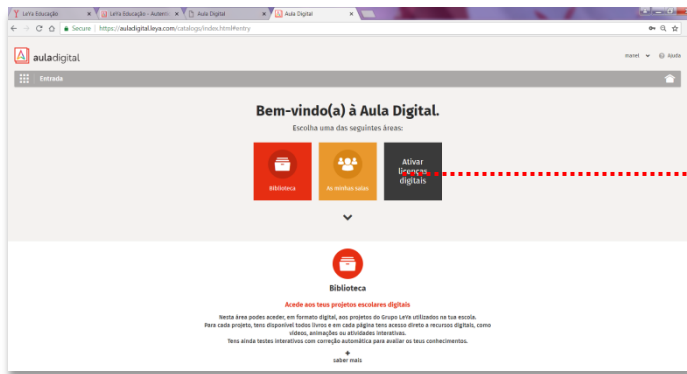 LeYa Educação
LeYa Educação - Autenti
Aula Digital
Aula Digital
Secure | https://auladigital.leya.com/catalogo/index.html#entry
auladigital
Ajuda
Entrada
Bem-vindo(a) à Aula Digital.
Escolha uma das seguintes áreas:
Biblioteca
As minhas salas
Ativar
licenças
digitais
Biblioteca
Acede aos teus projetos escolares digitais
Nesta área podes aceder, em formato digital, aos projetos do Grupo LeYa utilizados na tua escola.
Para cada projeto, tens disponível todos livros e em cada página tens acesso direto a recursos digitais, como
vídeos, animações ou atividades interativas.
Tens ainda testes interativos com correção automática para avaliar os teus conhecimentos.
+
saber mais